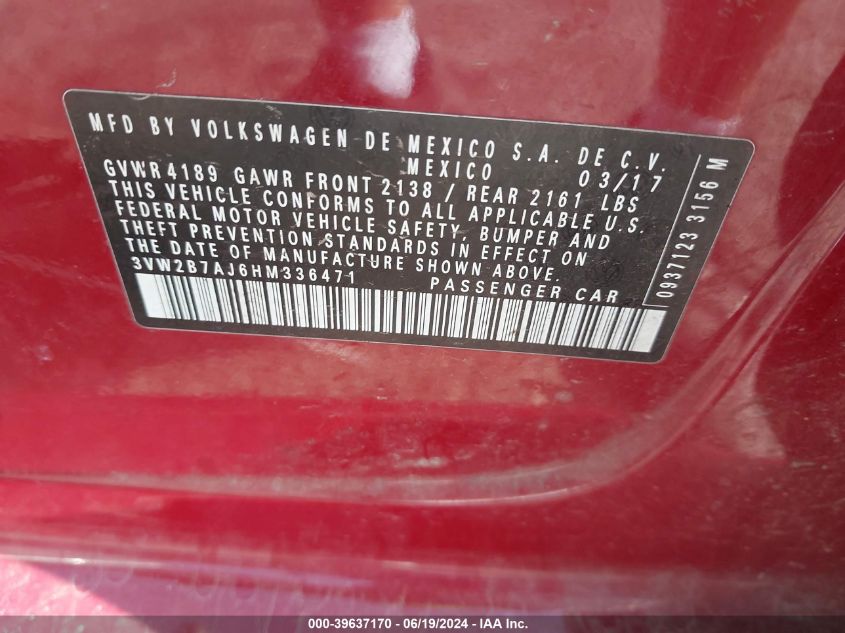 MFD BY VOLKSWAGEN DE MEXICO S.A. DE C.V.
MEXICO 03/17
GVWR 4189 GAWR FRONT 2138 / REAR 2161 LBS
THIS VEHICLE CONFORMS TO ALL APPLICABLE U.S.
FEDERAL MOTOR VEHICLE SAFETY, BUMPER AND
THEFT PREVENTION STANDARDS IN EFFECT ON
THE DATE OF MANUFACTURE SHOWN ABOVE.
3VW2B7AJ6HM336471 PASSENGER CAR
0937123 3156 M
000-39637170 - 06/19/2024 - IAA Inc.